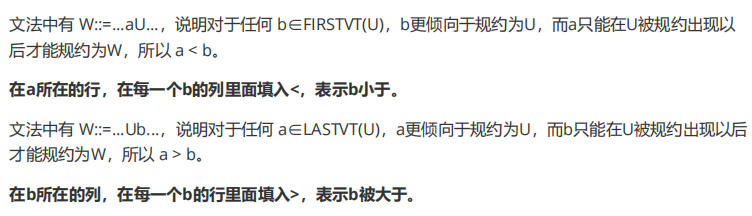 文法中有 W::=...aU...，说明对于任何 b∈FIRSTVT(U)，b更倾向于规约为U，而a只能在U被规约出现以
后才能规约为W，所以 a < b。
在a所在的行，在每一个b的列里面填入<，表示b小于。
文法中有 W::=...Ub...，说明对于任何 a∈LASTVT(U)，a更倾向于规约为U，而b只能在U被规约出现以后
才能规约为W，所以 a > b。
在b所在的列，在每一个b的行里面填入>，表示b被大于。